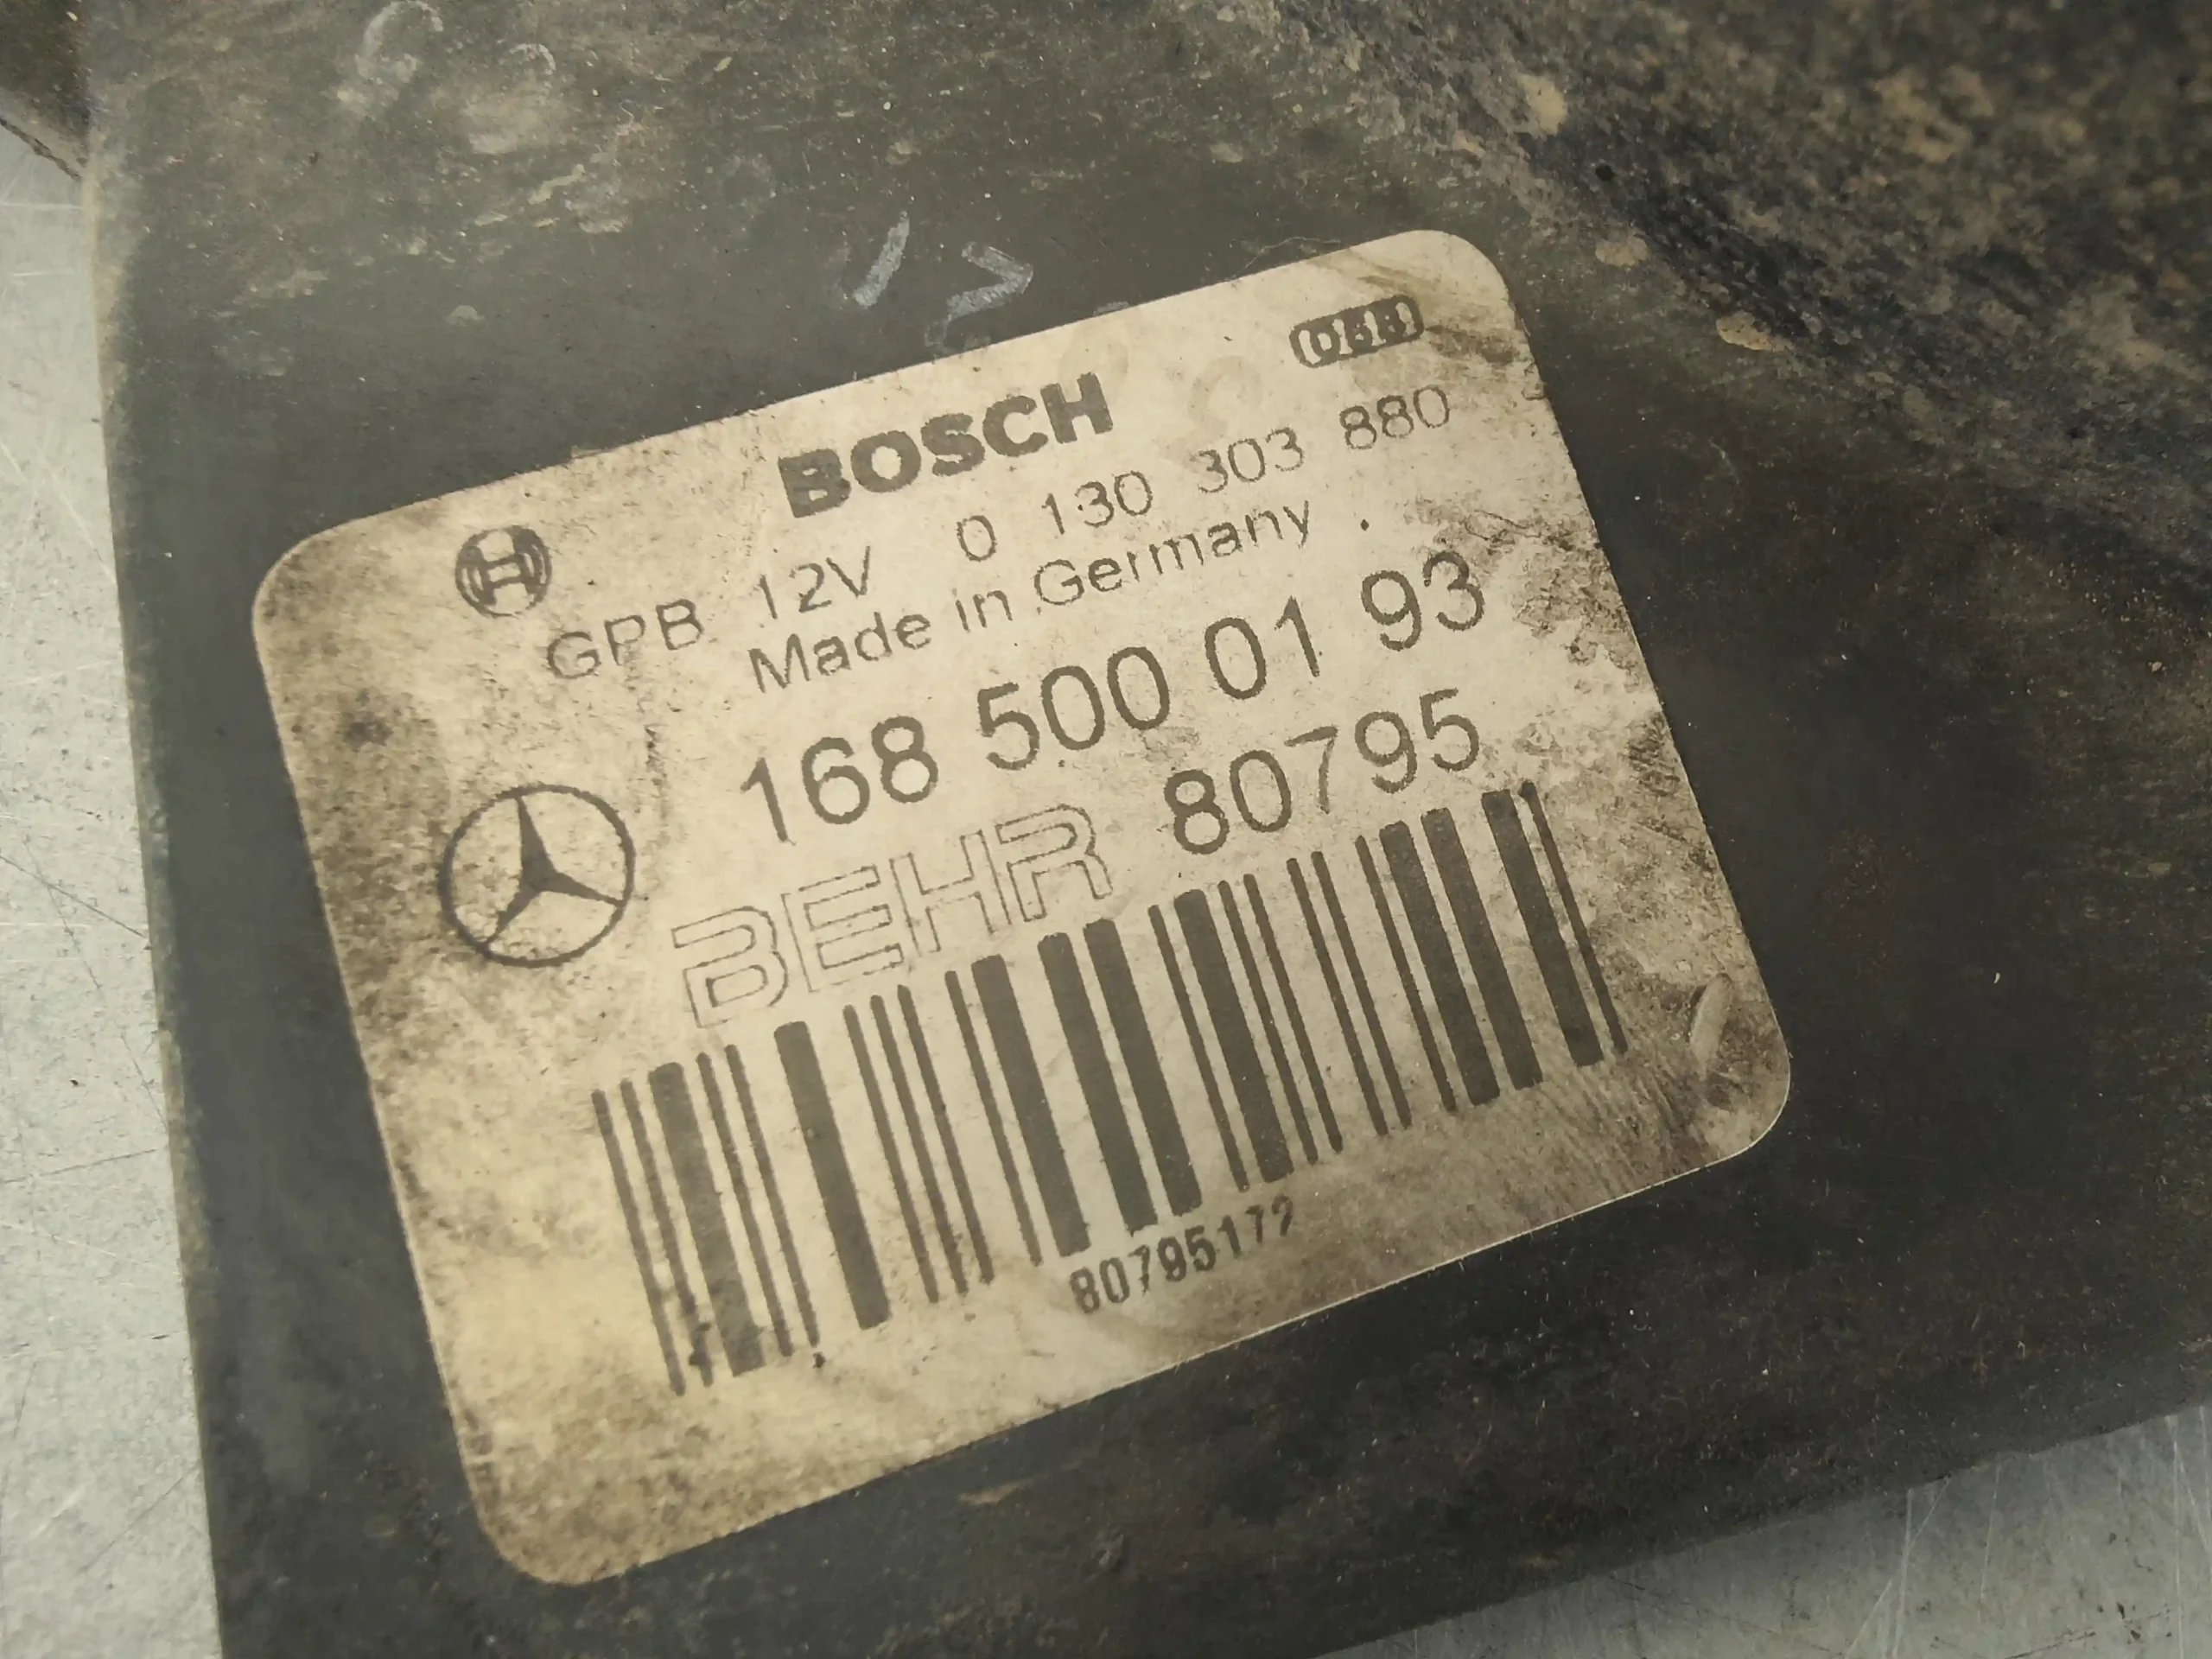 BOSCH
GPB 12V 0 130 303 880
Made in Germany
168 500 01 93
BEHR 80795
80795172